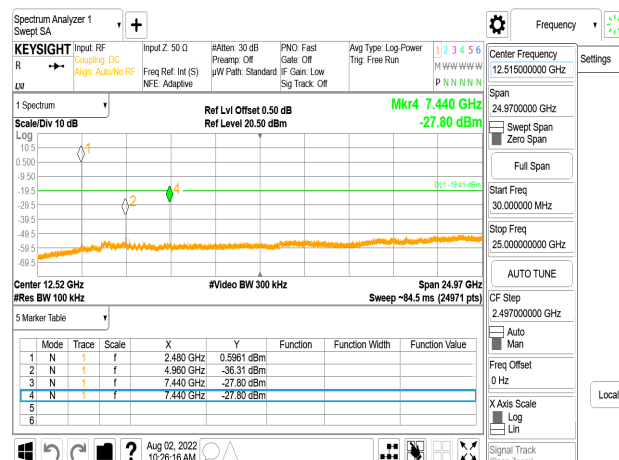 Spectrum Analyzer 1
Swept SA
Frequency
KEYSIGHT Input: RF Input Z: 50 Ω #Atten: 30 dB PNO: Fast Avg Type: Log-Power 1 2 3 4 5 6
R Coupling: DC Preamp: Off Gate: Off Trig: Free Run M W W W W W
Align: Auto/No RF Freq Ref: Int (S) µW Path: Standard IF Gain: Low
LXI NFE: Adaptive Sig Track: Off P N N N N N
1 Spectrum
Scale/Div 10 dB
Ref Lvl Offset 0.50 dB
Ref Level 20.50 dBm
Mkr4 7.440 GHz
-27.80 dBm
Log
10.5
0.500
-9.50
-19.5
-29.5
-39.5
-49.5
-59.5
-69.5
1
2
4
DL1 -19.41 dBm
Center 12.52 GHz #Video BW 300 kHz Span 24.97 GHz
#Res BW 100 kHz Sweep ~84.5 ms (24971 pts)
5 Marker Table
Mode Trace Scale X Y Function Function Width Function Value
1 N 1 f 2.480 GHz 0.5961 dBm
2 N 1 f 4.960 GHz -36.31 dBm
3 N 1 f 7.440 GHz -27.80 dBm
4 N 1 f 7.440 GHz -27.80 dBm
5
6
?
Aug 02, 2022
10:26:16 AM
Center Frequency
12.515000000 GHz
Settings
Span
24.9700000 GHz
Swept Span
Zero Span
Full Span
Start Freq
30.000000 MHz
Stop Freq
25.000000000 GHz
AUTO TUNE
CF Step
2.497000000 GHz
Auto
Man
Freq Offset
0 Hz
X Axis Scale
Log
Lin
Local
Signal Track
(Span Zoom)